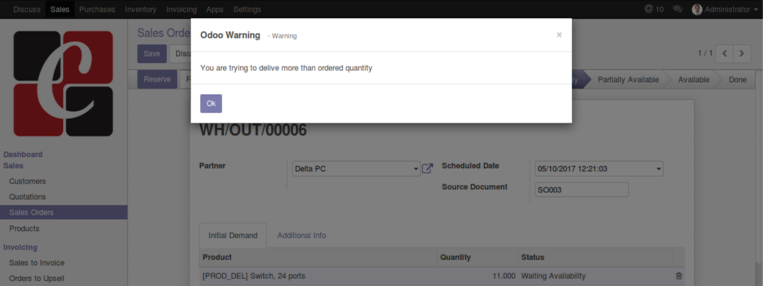 Discuss Sales Purchases Inventory Invoicing Apps Settings @ 10 Administrator
Sales Orde
Odoo Warning - Warning ×
Save Disc 1 / 1
You are trying to delive more than ordered quantity
Reserve Partially Available Available Done
Ok
WH/OUT/00006
Dashboard
Sales
Customers
Quotations
Sales Orders
Products
Invoicing
Sales to Invoice
Orders to Upsell
Partner Delta PC Scheduled Date 05/10/2017 12:21:03
Source Document SO003
Initial Demand Additional Info
Product Quantity Status
[PROD_DEL] Switch, 24 ports 11.000 Waiting Availability